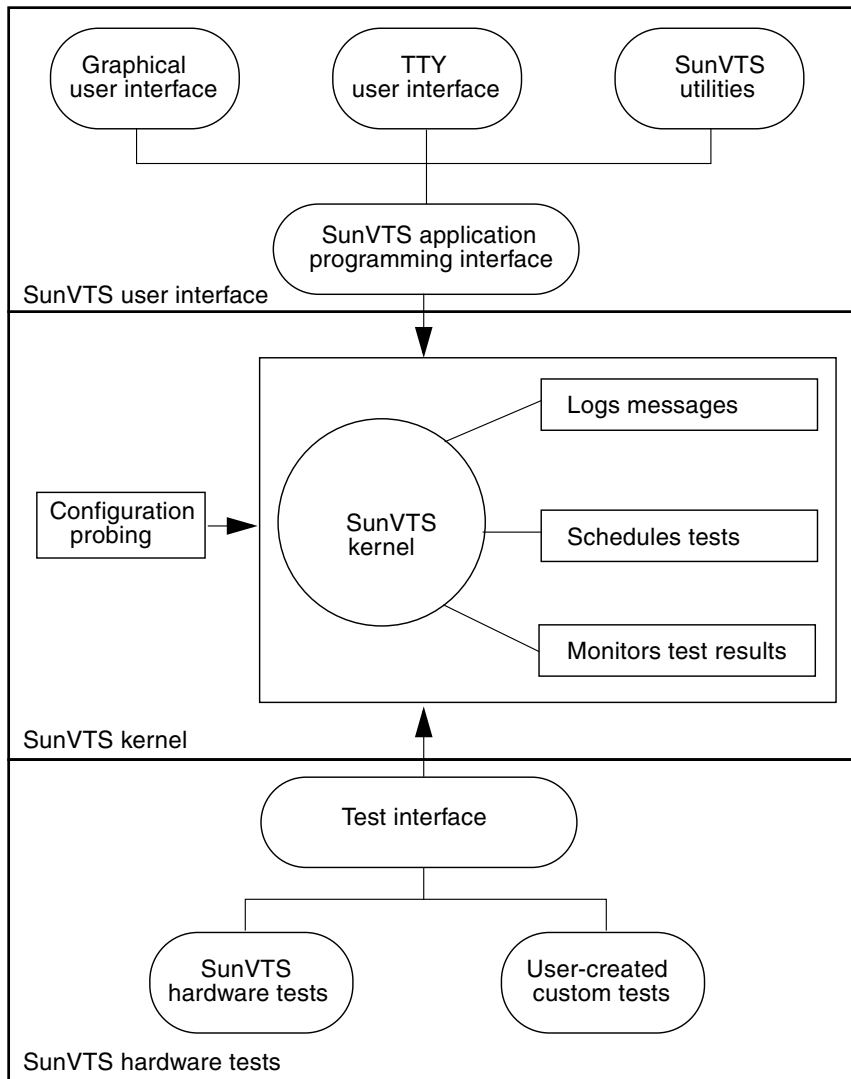 Graphical
user interface
TTY
user interface
SunVTS
utilities
SunVTS application
programming interface
SunVTS user interface
Logs messages
Configuration
probing
SunVTS
kernel
Schedules tests
Monitors test results
SunVTS kernel
Test interface
SunVTS
hardware tests
User-created
custom tests
SunVTS hardware tests